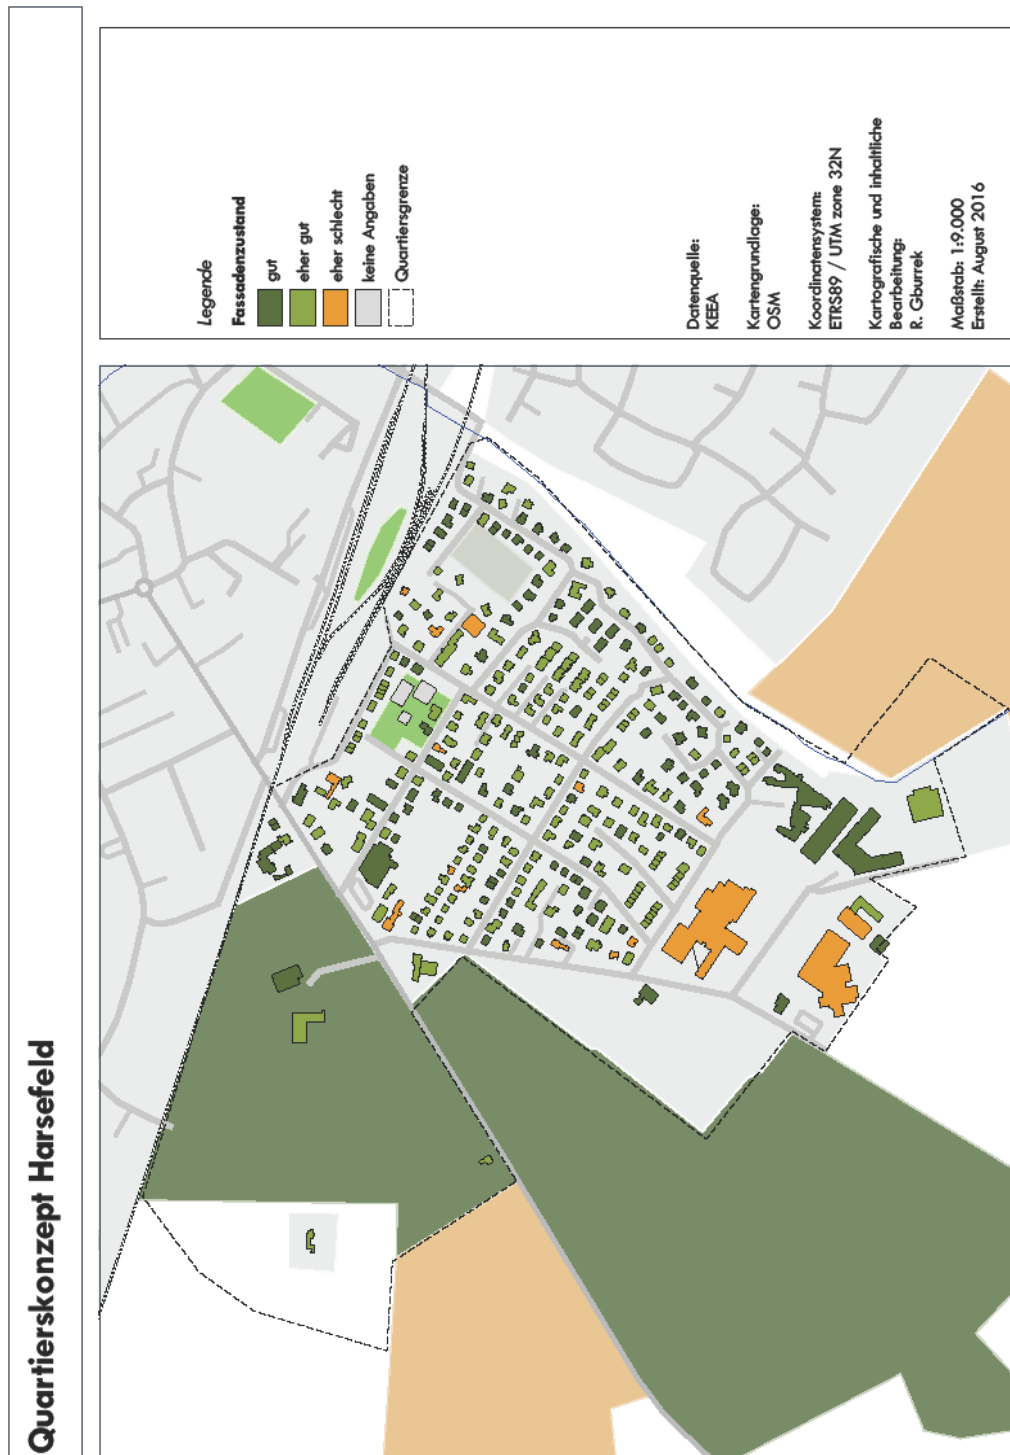 Quartierskonzept Harsefeld
Legende
Fassadenzustand
gut
eher gut
eher schlecht
keine Angaben
Quartiersgrenze
Datenquelle:
KEEA
Kartengrundlage:
OSM
Koordinatensystem:
ETRS89 / UTM zone 32N
Kartografische und inhaltliche
Bearbeitung:
R. Gburrek
Maßstab: 1:9.000
Erstellt: August 2016